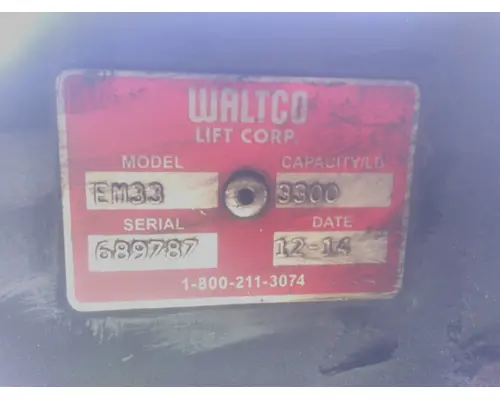 WALTCO
LIFT CORP.
MODEL CAPACITY/LB
EM33 3300
SERIAL DATE
689787 12-14
1-800-211-3074